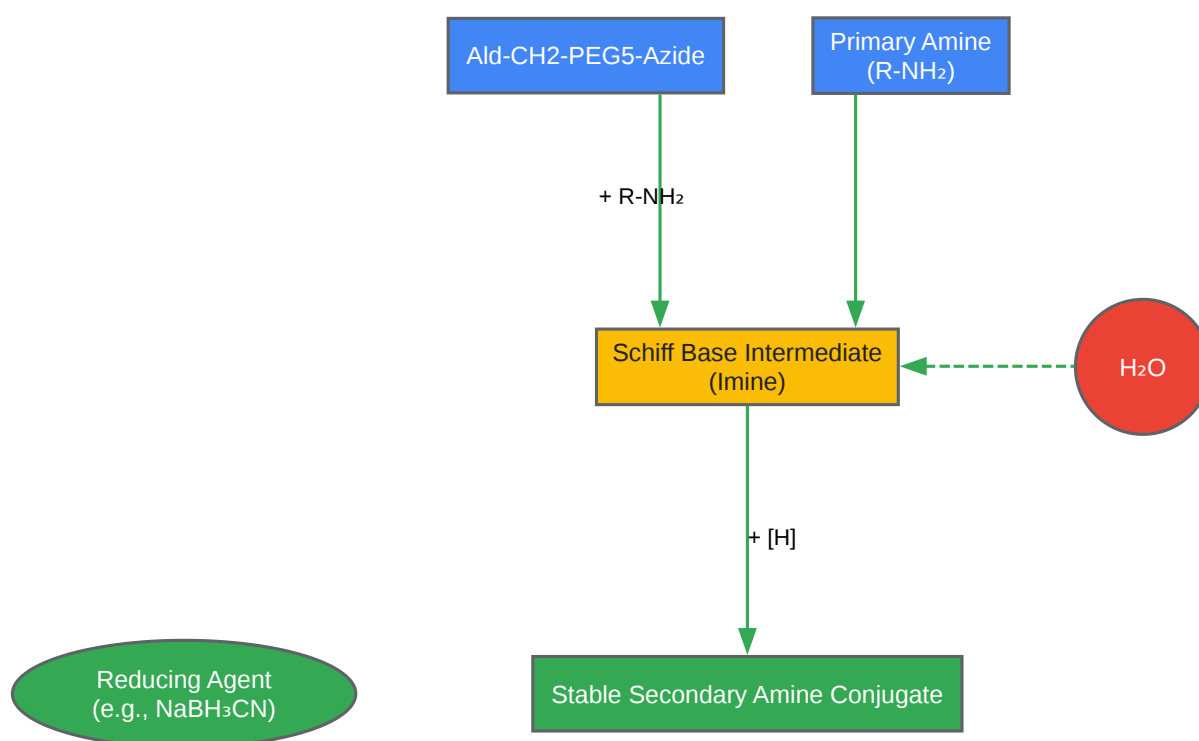 Ald-CH2-PEG5-Azide
Primary Amine
(R-NH₂)
+ R-NH₂
Schiff Base Intermediate
(Imine)
H₂O
+ [H]
Reducing Agent
(e.g., NaBH₃CN)
Stable Secondary Amine Conjugate